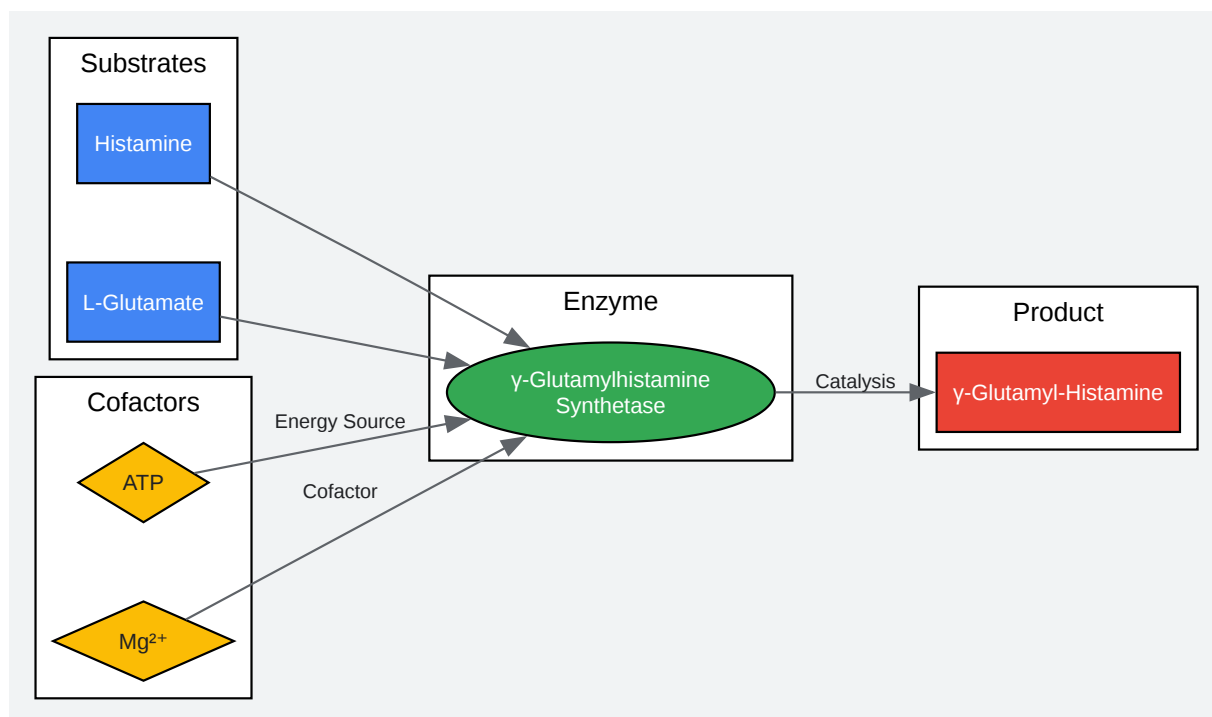 Substrates
Histamine
L-Glutamate
Cofactors
ATP
Mg²⁺
Energy Source
Cofactor
Enzyme
γ-Glutamylhistamine
Synthetase
Catalysis
Product
γ-Glutamyl-Histamine